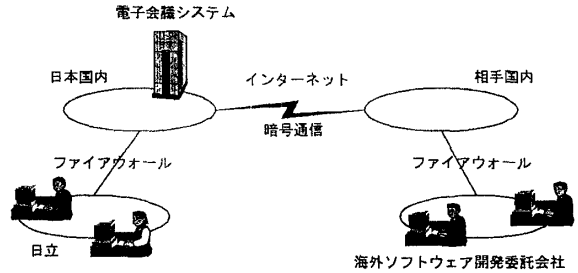 電子会議システム
日本国内
インターネット
相手国内
暗号通信
ファイアウォール
ファイアウォール
日立
海外ソフトウェア開発委託会社